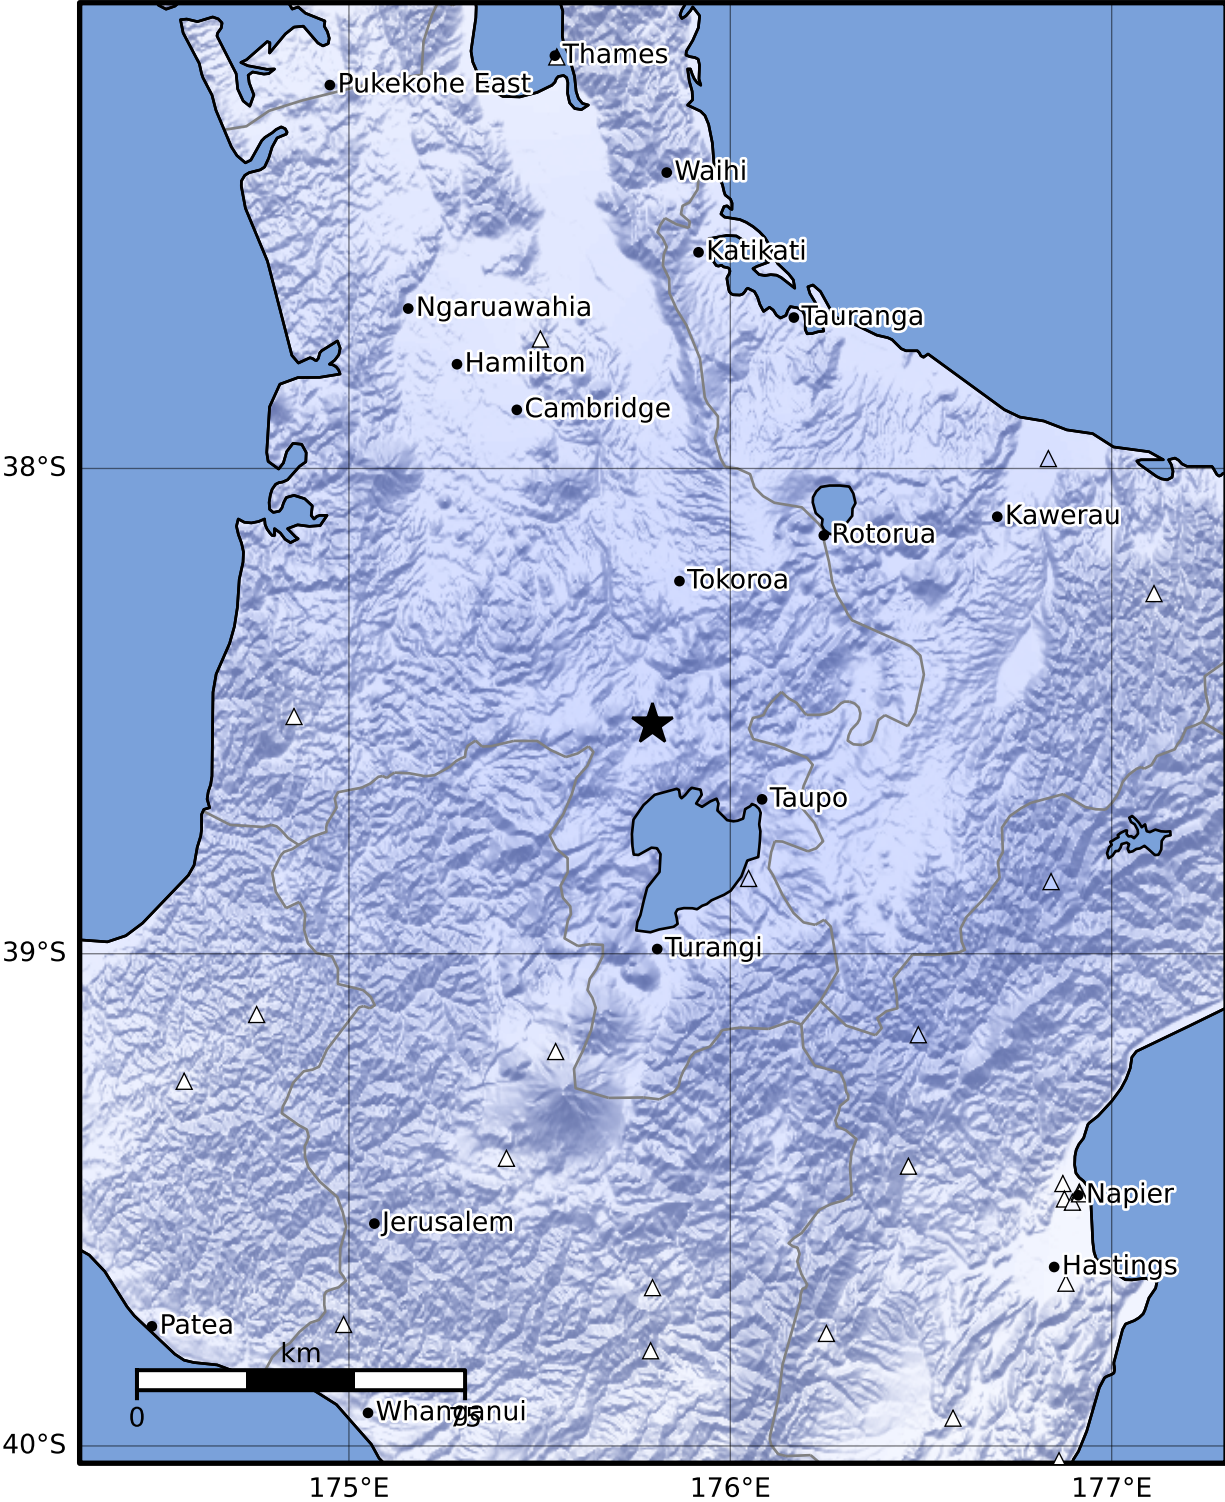 Thames
Pukekohe East
Waihi
Katikati
Ngaruawahia
Tauranga
Hamilton
Cambridge
38°S
Kawerau
Rotorua
Tokoroa
Taupo
Turangi
39°S
Napier
Jerusalem
Hastings
Patea
km
0
75
Whanganui
40°S
175°E
176°E
177°E